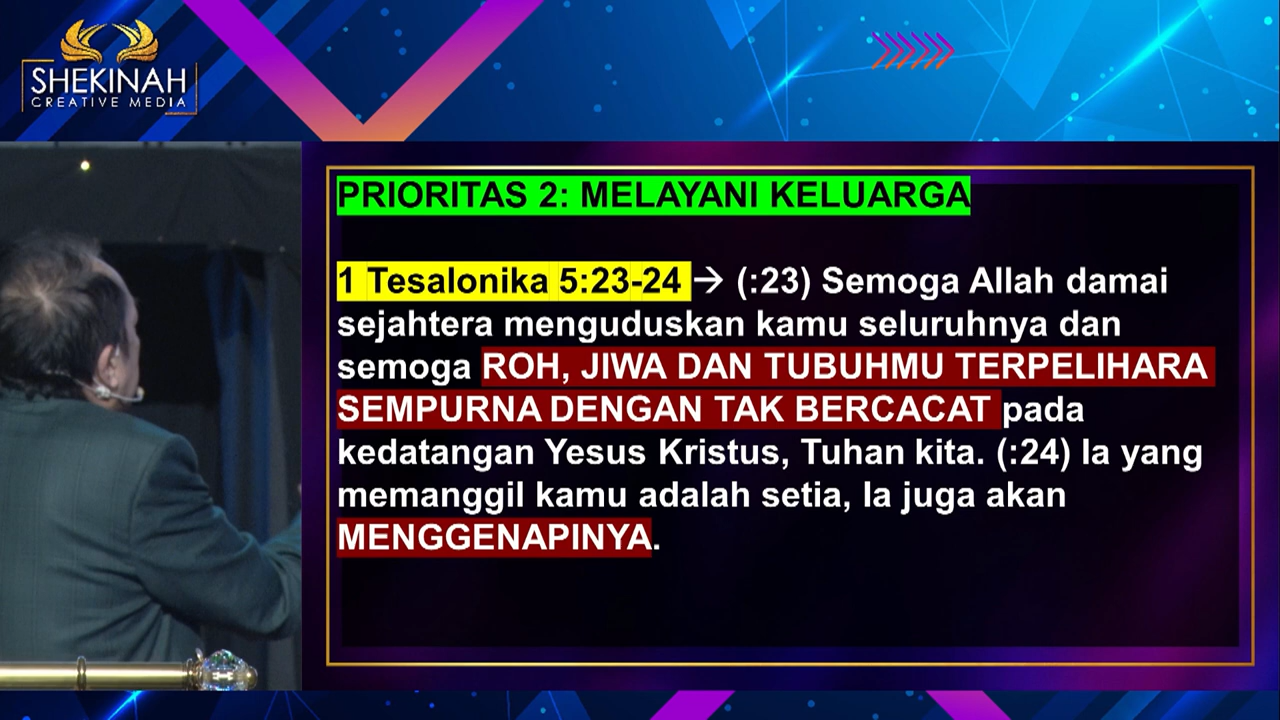 SHEKINAH
CREATIVE MEDIA
PRIORITAS 2: MELAYANI KELUARGA
1 Tesalonika 5:23-24 → (:23) Semoga Allah damai
sejahtera menguduskan kamu seluruhnya dan
semoga ROH, JIWA DAN TUBUHMU TERPELIHARA
SEMPURNA DENGAN TAK BERCACAT pada
kedatangan Yesus Kristus, Tuhan kita. (:24) Ia yang
memanggil kamu adalah setia, Ia juga akan
MENGGENAPINYA.